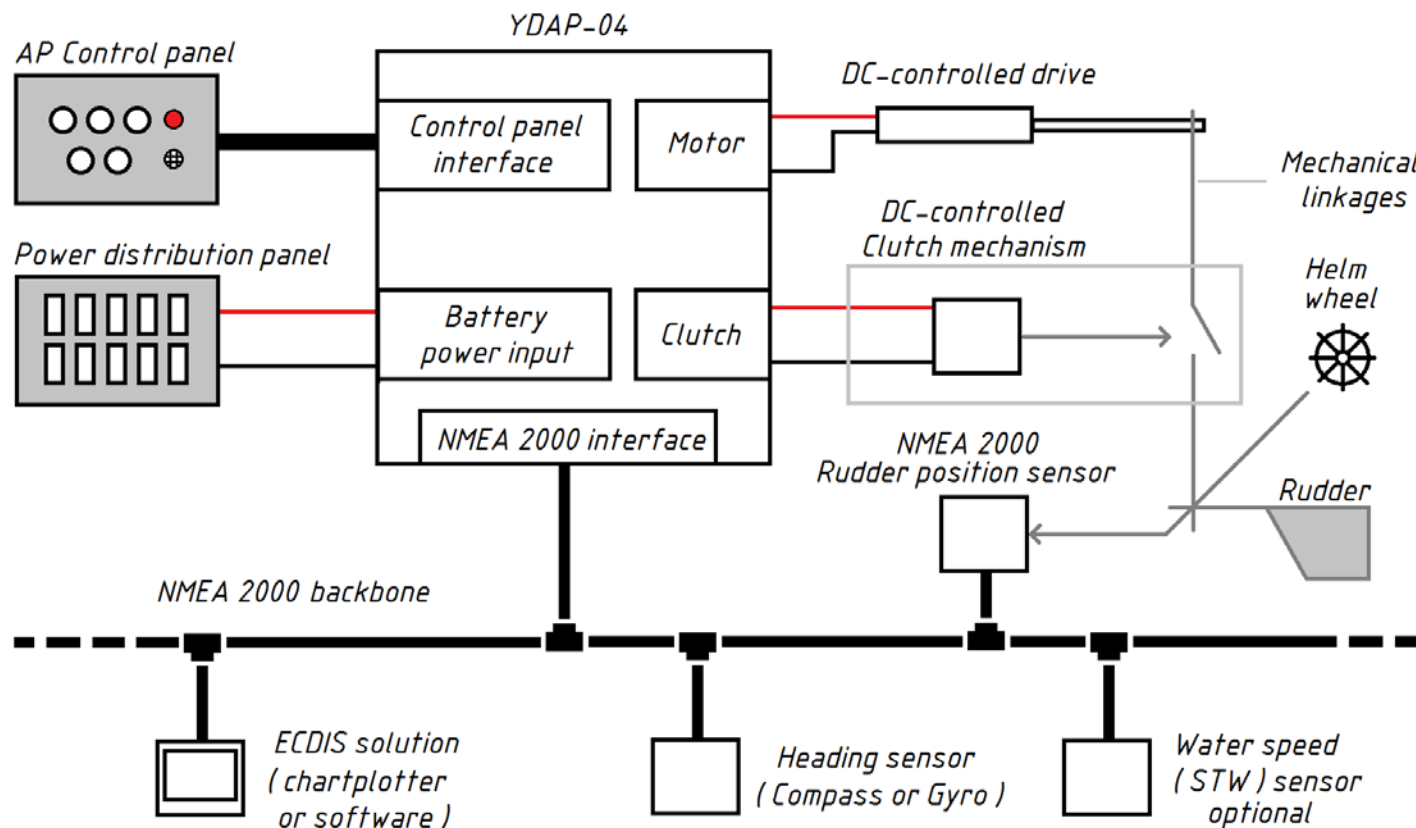 YDAP-04
AP Control panel
Control panel
interface
Motor
DC-controlled drive
Mechanical
linkages
Power distribution panel
Battery
power input
Clutch
DC-controlled
Clutch mechanism
Helm
wheel
NMEA 2000 interface
NMEA 2000
Rudder position sensor
Rudder
NMEA 2000 backbone
ECDIS solution
( chartplotter
or software )
Heading sensor
( Compass or Gyro )
Water speed
( STW ) sensor
optional